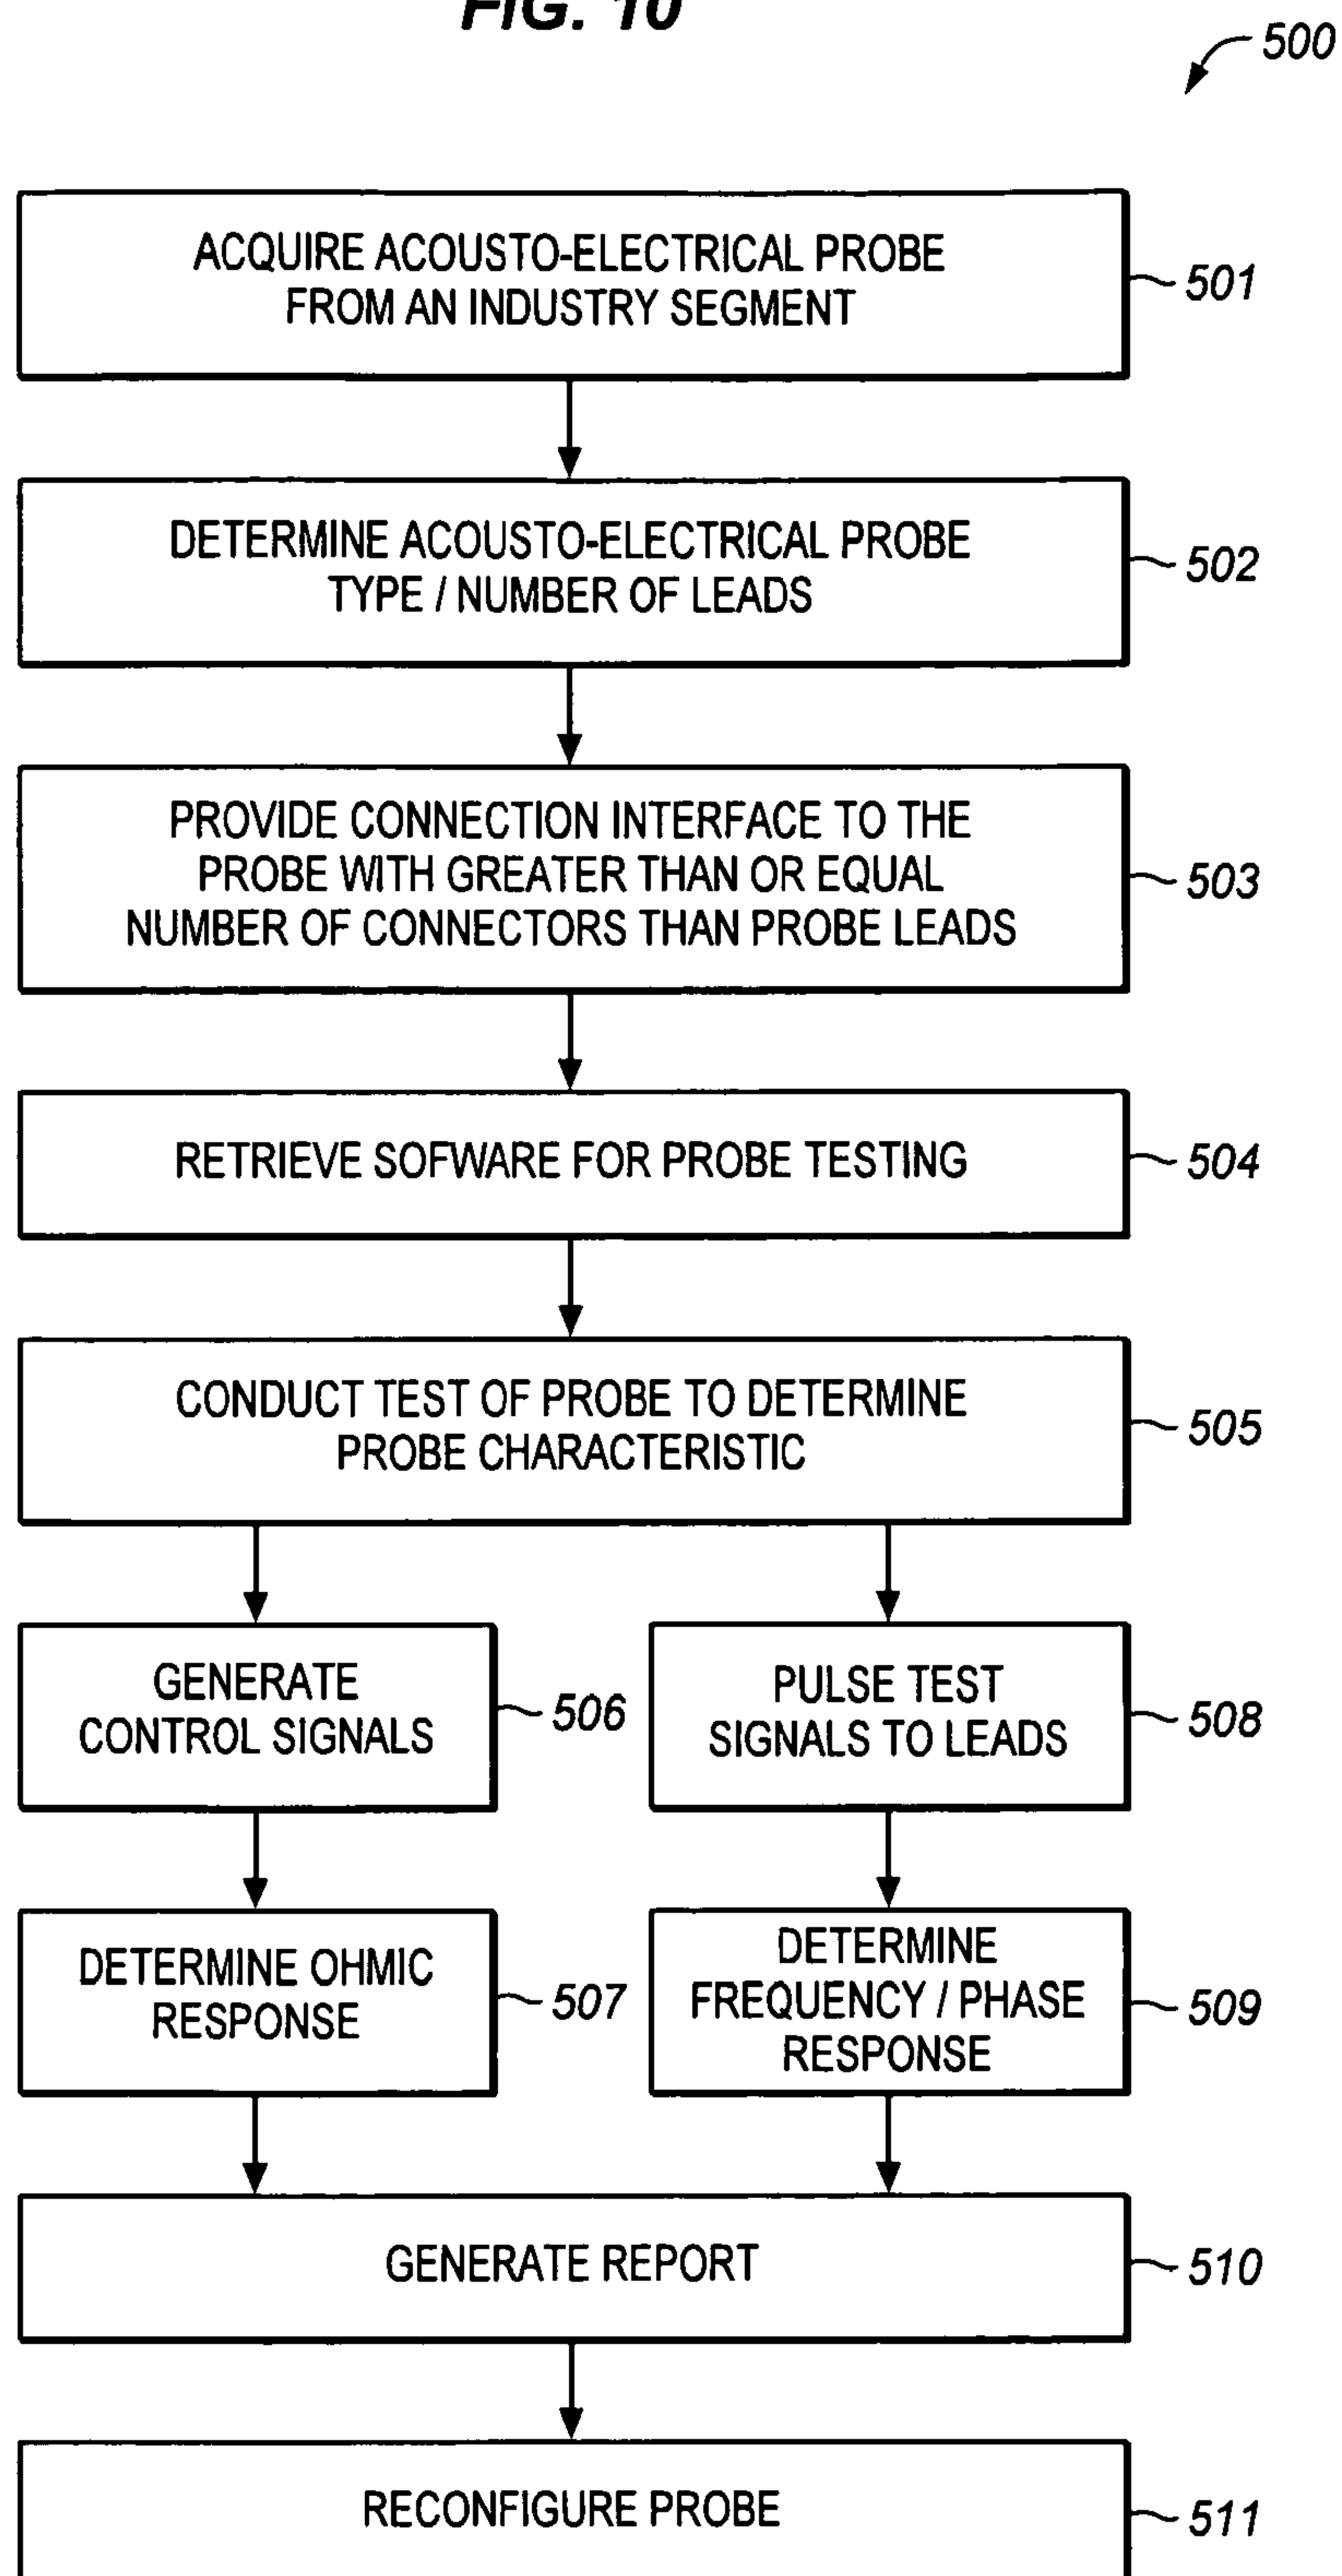 FIG. 10
500
ACQUIRE ACOUSTO-ELECTRICAL PROBE
FROM AN INDUSTRY SEGMENT
501
DETERMINE ACOUSTO-ELECTRICAL PROBE
TYPE / NUMBER OF LEADS
502
PROVIDE CONNECTION INTERFACE TO THE
PROBE WITH GREATER THAN OR EQUAL
NUMBER OF CONNECTORS THAN PROBE LEADS
503
RETRIEVE SOFWARE FOR PROBE TESTING
504
CONDUCT TEST OF PROBE TO DETERMINE
PROBE CHARACTERISTIC
505
GENERATE
CONTROL SIGNALS
506
PULSE TEST
SIGNALS TO LEADS
508
DETERMINE OHMIC
RESPONSE
507
DETERMINE
FREQUENCY / PHASE
RESPONSE
509
GENERATE REPORT
510
RECONFIGURE PROBE
511